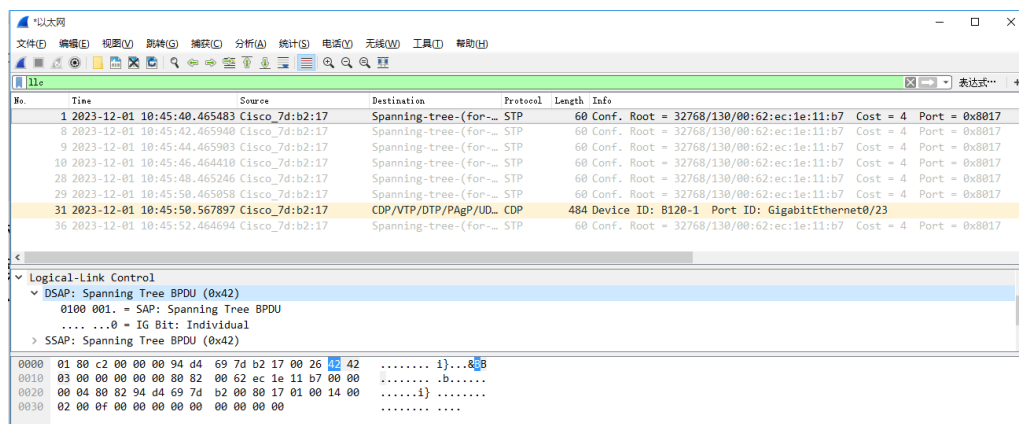 *以太网
文件(F) 编辑(E) 视图(V) 跳转(G) 捕获(C) 分析(A) 统计(S) 电话(Y) 无线(W) 工具(T) 帮助(H)
llc 表达式… +
No. Time Source Destination Protocol Length Info
1 2023-12-01 10:45:40.465483 Cisco_7d:b2:17 Spanning-tree-(for-… STP 60 Conf. Root = 32768/130/00:62:ec:1e:11:b7 Cost = 4 Port = 0x8017
8 2023-12-01 10:45:42.465940 Cisco_7d:b2:17 Spanning-tree-(for-… STP 60 Conf. Root = 32768/130/00:62:ec:1e:11:b7 Cost = 4 Port = 0x8017
9 2023-12-01 10:45:44.465903 Cisco_7d:b2:17 Spanning-tree-(for-… STP 60 Conf. Root = 32768/130/00:62:ec:1e:11:b7 Cost = 4 Port = 0x8017
10 2023-12-01 10:45:46.464410 Cisco_7d:b2:17 Spanning-tree-(for-… STP 60 Conf. Root = 32768/130/00:62:ec:1e:11:b7 Cost = 4 Port = 0x8017
28 2023-12-01 10:45:48.465246 Cisco_7d:b2:17 Spanning-tree-(for-… STP 60 Conf. Root = 32768/130/00:62:ec:1e:11:b7 Cost = 4 Port = 0x8017
29 2023-12-01 10:45:50.465058 Cisco_7d:b2:17 Spanning-tree-(for-… STP 60 Conf. Root = 32768/130/00:62:ec:1e:11:b7 Cost = 4 Port = 0x8017
31 2023-12-01 10:45:50.567897 Cisco_7d:b2:17 CDP/VTP/DTP/PAgP/UD… CDP 484 Device ID: B120-1 Port ID: GigabitEthernet0/23
36 2023-12-01 10:45:52.464694 Cisco_7d:b2:17 Spanning-tree-(for-… STP 60 Conf. Root = 32768/130/00:62:ec:1e:11:b7 Cost = 4 Port = 0x8017
Logical-Link Control
DSAP: Spanning Tree BPDU (0x42)
0100 001. = SAP: Spanning Tree BPDU
.... ...0 = IG Bit: Individual
SSAP: Spanning Tree BPDU (0x42)
0000 01 80 c2 00 00 00 94 d4 69 7d b2 17 00 26 42 42 ........ i}...&BB
0010 03 00 00 00 00 00 80 82 00 62 ec 1e 11 b7 00 00 ........ .b......
0020 00 04 80 82 94 d4 69 7d b2 00 80 17 01 00 14 00 ......i} ........
0030 02 00 0f 00 00 00 00 00 00 00 00 00 ........ ....